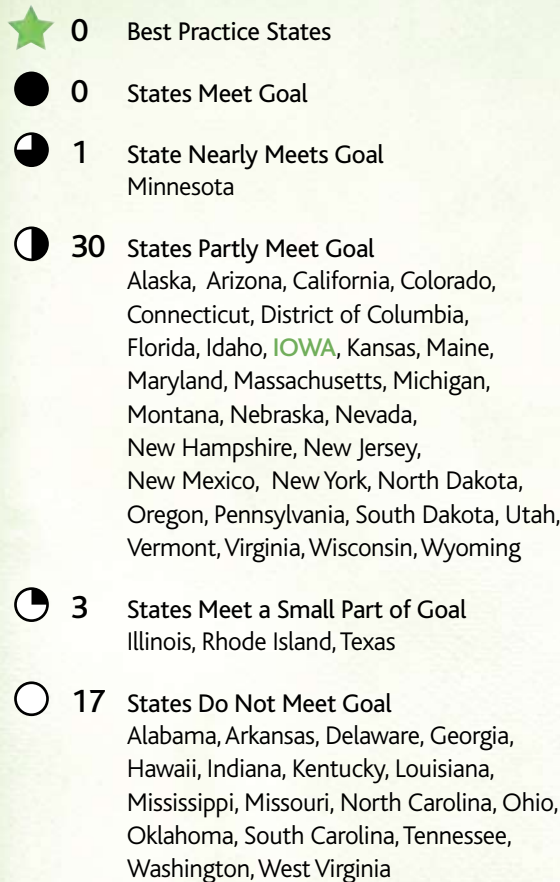 0 Best Practice States
0 States Meet Goal
1 State Nearly Meets Goal
Minnesota
30 States Partly Meet Goal
Alaska, Arizona, California, Colorado,
Connecticut, District of Columbia,
Florida, Idaho, IOWA, Kansas, Maine,
Maryland, Massachusetts, Michigan,
Montana, Nebraska, Nevada,
New Hampshire, New Jersey,
New Mexico, New York, North Dakota,
Oregon, Pennsylvania, South Dakota, Utah,
Vermont, Virginia, Wisconsin, Wyoming
3 States Meet a Small Part of Goal
Illinois, Rhode Island, Texas
17 States Do Not Meet Goal
Alabama, Arkansas, Delaware, Georgia,
Hawaii, Indiana, Kentucky, Louisiana,
Mississippi, Missouri, North Carolina, Ohio,
Oklahoma, South Carolina, Tennessee,
Washington, West Virginia